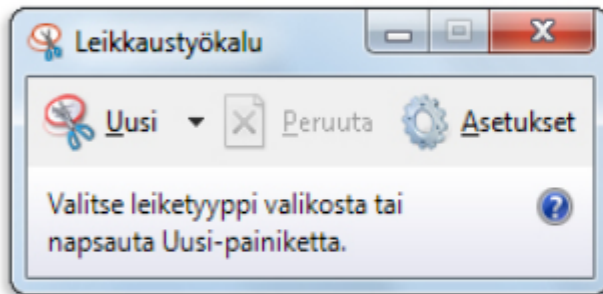 Leikkaustyökalu
Uusi Peruuta Asetukset
Valitse leiketyyppi valikosta tai
napsauta Uusi-painiketta.